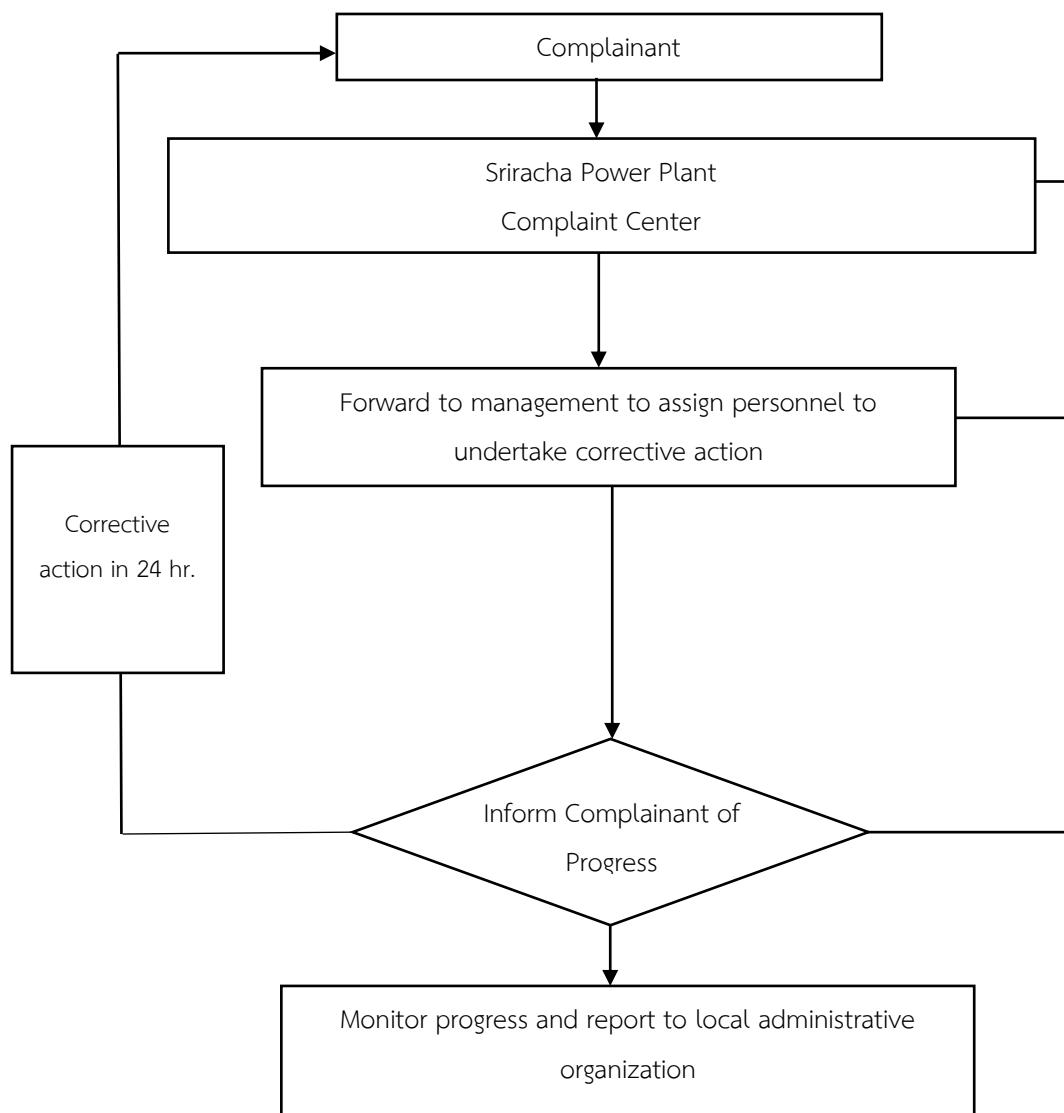 Complainant
Sriracha Power Plant
Complaint Center
Forward to management to assign personnel to
undertake corrective action
Corrective
action in 24 hr.
Inform Complainant of
Progress
Monitor progress and report to local administrative
organization